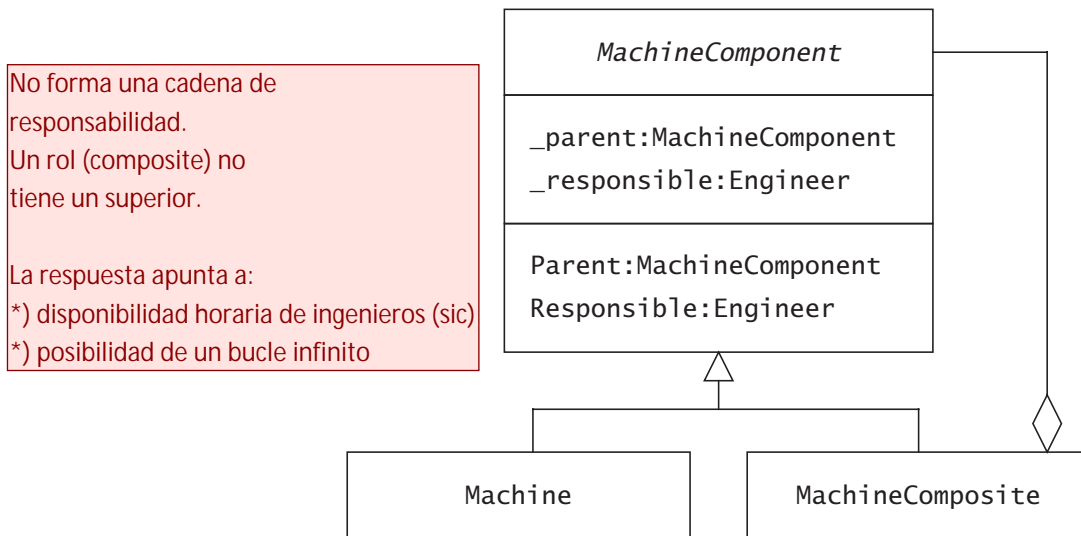 No forma una cadena de
responsabilidad.
Un rol (composite) no
tiene un superior.
La respuesta apunta a:
*) disponibilidad horaria de ingenieros (sic)
*) posibilidad de un bucle infinito
MachineComponent
_parent:MachineComponent
_responsible:Engineer
Parent:MachineComponent
Responsible:Engineer
Machine
MachineComposite